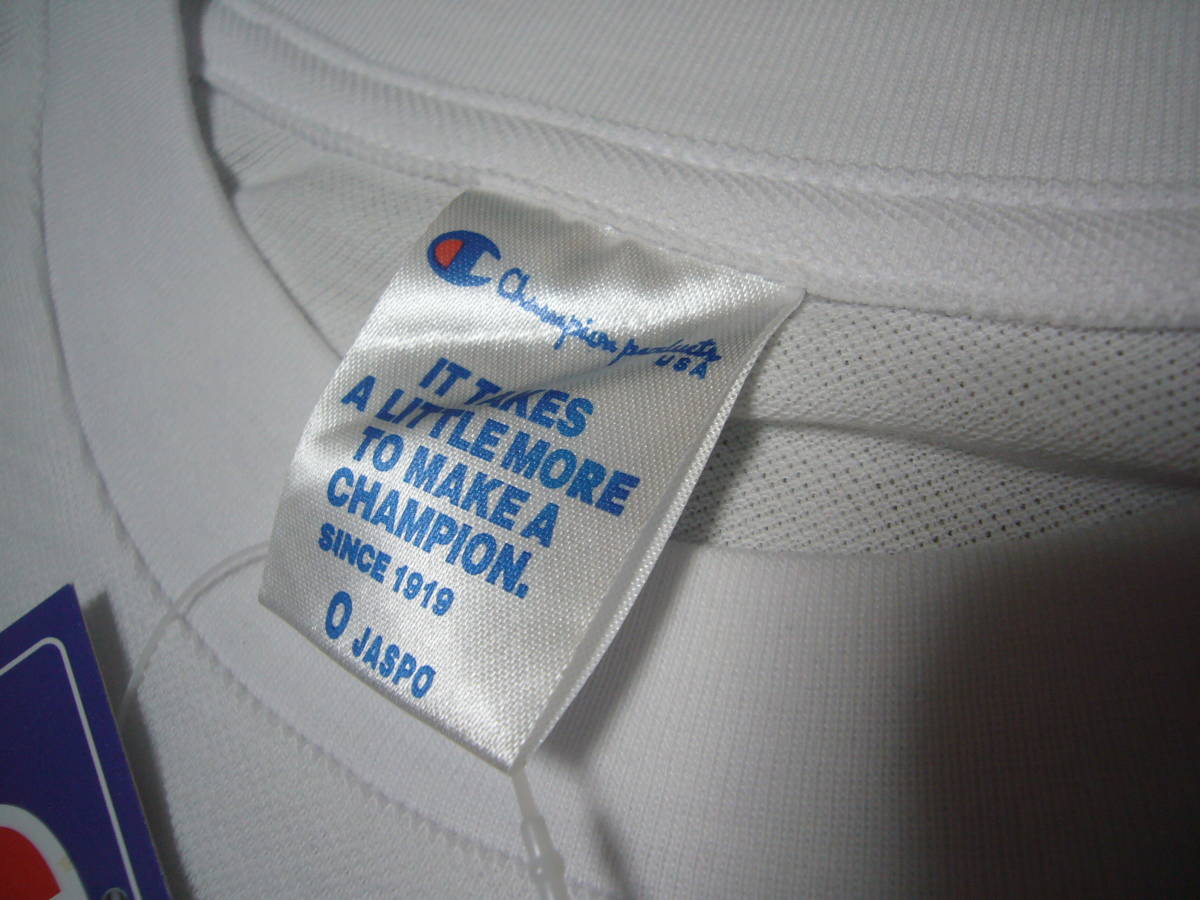 Champion products
USA
IT TAKES
A LITTLE MORE
TO MAKE A
CHAMPION.
SINCE 1919
O JASPO